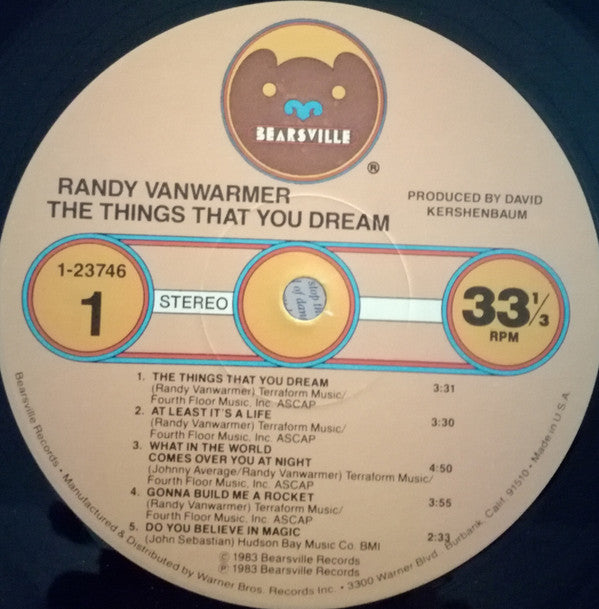 BEARSVILLE
®
RANDY VANWARMER
THE THINGS THAT YOU DREAM
PRODUCED BY DAVID
KERSHENBAUM
1-23746
1
STEREO
33 1/3
RPM
1. THE THINGS THAT YOU DREAM
(Randy Vanwarmer) Terraform Music/ 3:31
Fourth Floor Music, Inc. ASCAP
2. AT LEAST IT'S A LIFE
(Randy Vanwarmer) Terraform Music/ 3:30
Fourth Floor Music, Inc. ASCAP
3. WHAT IN THE WORLD
COMES OVER YOU AT NIGHT
(Johnny Average/Randy Vanwarmer) Terraform Music/ 4:50
Fourth Floor Music, Inc. ASCAP
4. GONNA BUILD ME A ROCKET
(Randy Vanwarmer) Terraform Music/ 3:55
Fourth Floor Music, Inc. ASCAP
5. DO YOU BELIEVE IN MAGIC
(John Sebastian) Hudson Bay Music Co. BMI 2:33
© 1983 Bearsville Records
℗ 1983 Bearsville Records
Bearsville Records • Manufactured & Distributed by Warner Bros. Records Inc. • 3300 Warner Blvd., Burbank, Calif. 91510 • Made in U.S.A.